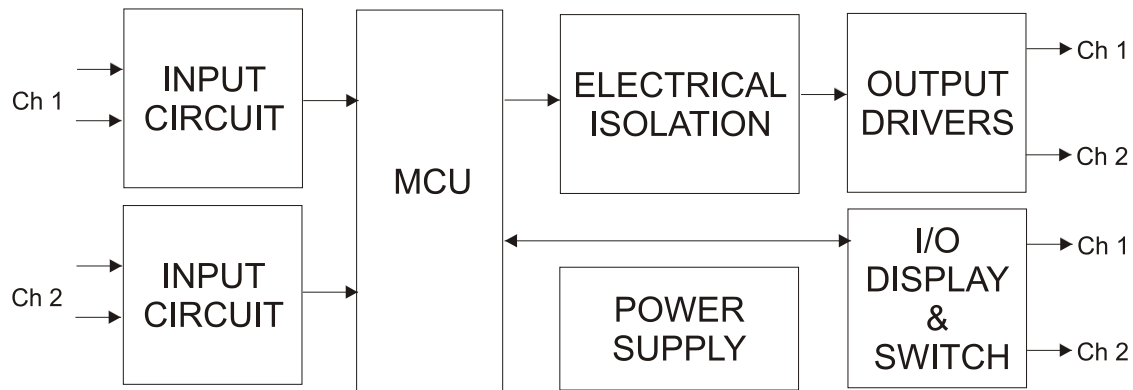 Ch 1
INPUT
CIRCUIT
MCU
ELECTRICAL
ISOLATION
OUTPUT
DRIVERS
Ch 1
Ch 2
Ch 2
INPUT
CIRCUIT
POWER
SUPPLY
I/O
DISPLAY
&
SWITCH
Ch 1
Ch 2